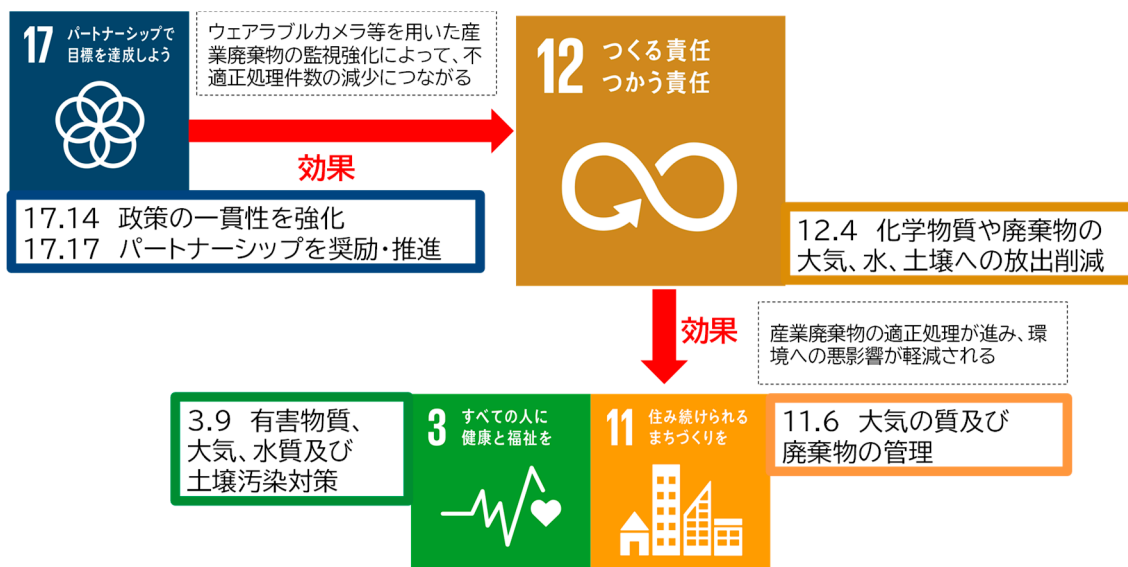 17 パートナーシップで
目標を達成しよう
ウェアラブルカメラ等を用いた産
業廃棄物の監視強化によって、不
適正処理件数の減少につながる
効果
17.14 政策の一貫性を強化
17.17 パートナーシップを奨励・推進
12 つくる責任
つかう責任
12.4 化学物質や廃棄物の
大気、水、土壌への放出削減
効果
産業廃棄物の適正処理が進み、環
境への悪影響が軽減される
3.9 有害物質、
大気、水質及び
土壌汚染対策
3 すべての人に
健康と福祉を
11 住み続けられる
まちづくりを
11.6 大気の質及び
廃棄物の管理